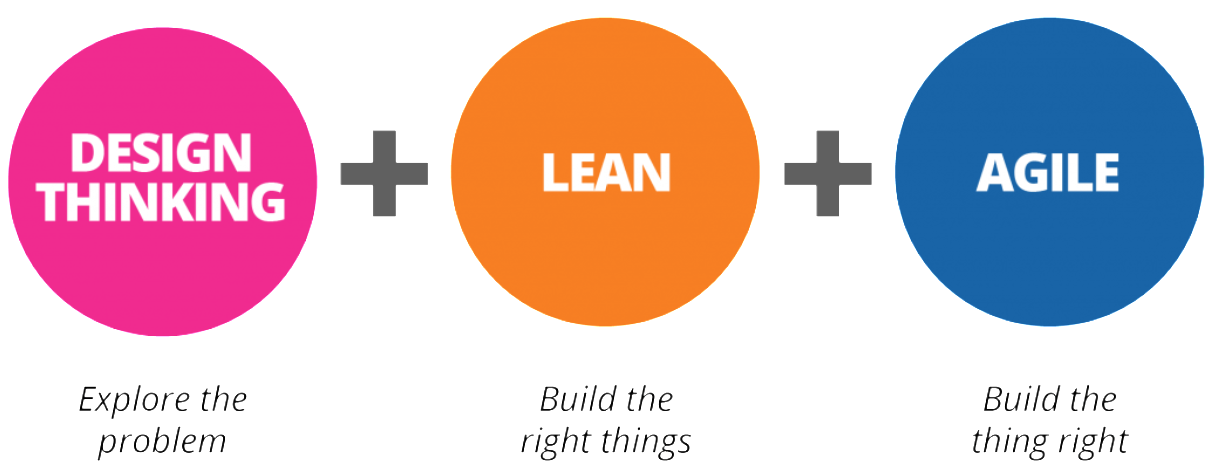 DESIGN
THINKING
LEAN
AGILE
Explore the
problem
Build the
right things
Build the
thing right